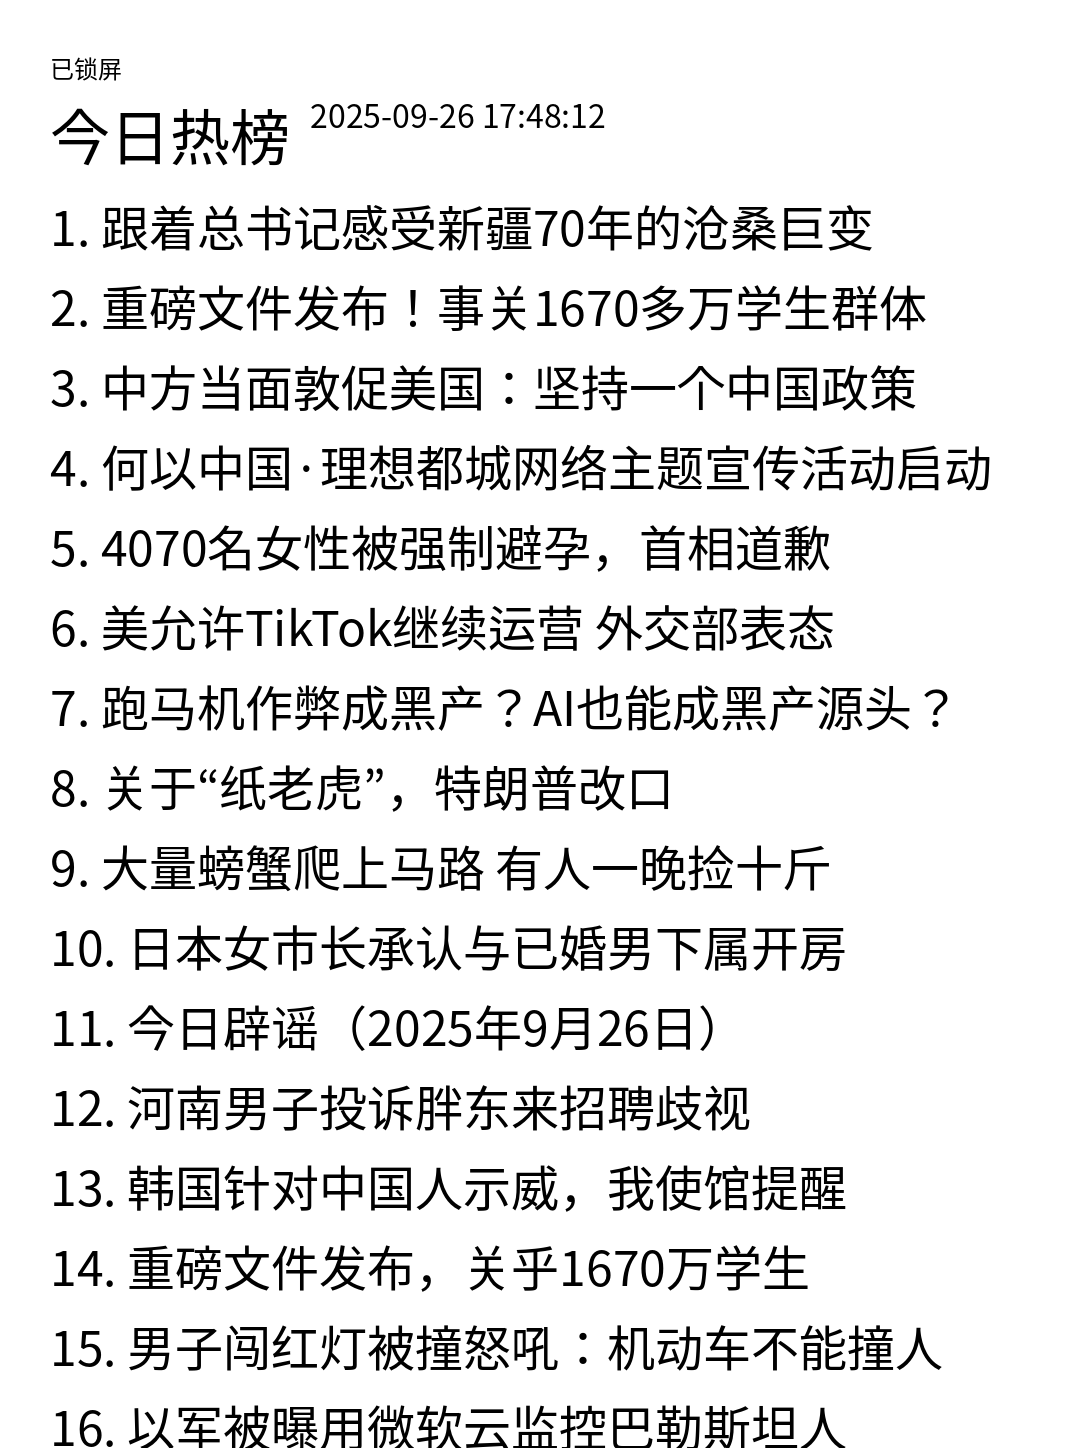 已锁屏
今日热榜 2025-09-26 17:48:12
1. 跟着总书记感受新疆70年的沧桑巨变
2. 重磅文件发布！事关1670多万学生群体
3. 中方当面敦促美国：坚持一个中国政策
4. 何以中国·理想都城网络主题宣传活动启动
5. 4070名女性被强制避孕，首相道歉
6. 美允许TikTok继续运营 外交部表态
7. 跑马机作弊成黑产？AI也能成黑产源头？
8. 关于“纸老虎”，特朗普改口
9. 大量螃蟹爬上马路 有人一晚捡十斤
10. 日本女市长承认与已婚男下属开房
11. 今日辟谣（2025年9月26日）
12. 河南男子投诉胖东来招聘歧视
13. 韩国针对中国人示威，我使馆提醒
14. 重磅文件发布，关乎1670万学生
15. 男子闯红灯被撞怒吼：机动车不能撞人
16. 以军被曝用微软云监控巴勒斯坦人